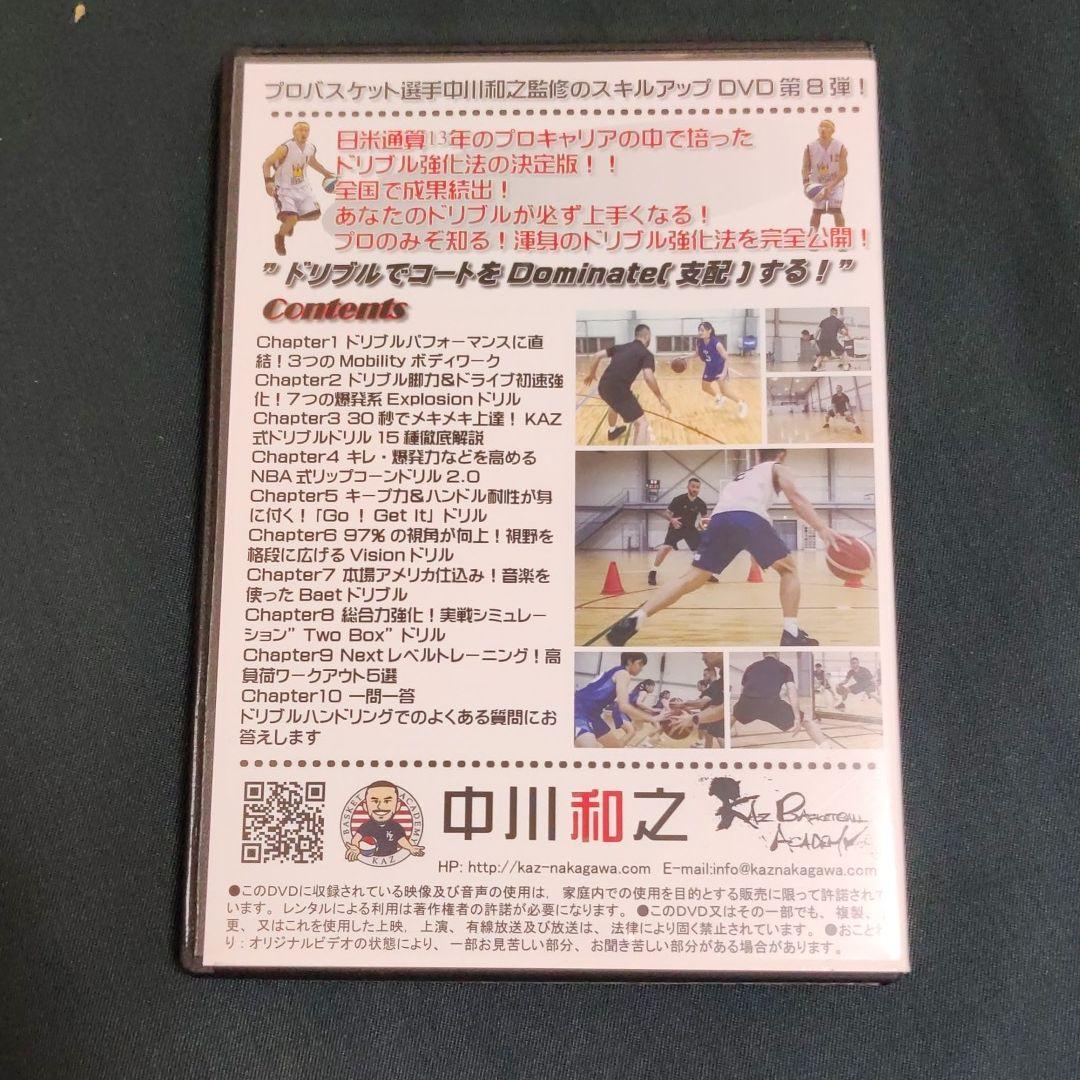 プロバスケット選手中川和之監修のスキルアップDVD第8弾！
日米通算13年のプロキャリアの中で培った
ドリブル強化法の決定版！！
全国で成果続出！
あなたのドリブルが必ず上手くなる！
プロのみぞ知る！渾身のドリブル強化法を完全公開！
”ドリブルでコートをDominate(支配)する！”
Contents
Chapter1 ドリブルパフォーマンスに直
結！3つのMobilityボディワーク
Chapter2 ドリブル脚力&ドライブ初速強
化！7つの爆発系Explosionドリル
Chapter3 30秒でメキメキ上達！KAZ
式ドリブルドリル15種徹底解説
Chapter4 キレ・爆発力などを高める
NBA式リップコーンドリル2.0
Chapter5 キープ力&ハンドル耐性が身
に付く！「Go！Get It」ドリル
Chapter6 97%の視角が向上！視野を
格段に広げるVisionドリル
Chapter7 本場アメリカ仕込み！音楽を
使ったBaetドリブル
Chapter8 総合力強化！実戦シミュレー
ション”Two Box”ドリル
Chapter9 Nextレベルトレーニング！高
負荷ワークアウト5選
Chapter10 一問一答
ドリブルハンドリングでのよくある質問にお
答えします
BASKET ACADEMY
KAZ
中川和之
KAZ BASKETBALL
ACADEMY
HP: http://kaz-nakagawa.com E-mail:info@kaznakagawa.com
●このDVDに収録されている映像及び音声の使用は、家庭内での使用を目的とする販売に限って許諾されて
います。レンタルによる利用は著作権者の許諾が必要になります。●このDVD又はその一部でも、複製、
更、又はこれを使用した上映、上演、有線放送及び放送は、法律により固く禁止されています。●おことわ
り：オリジナルビデオの状態により、一部お見苦しい部分、お聞き苦しい部分がある場合があります。